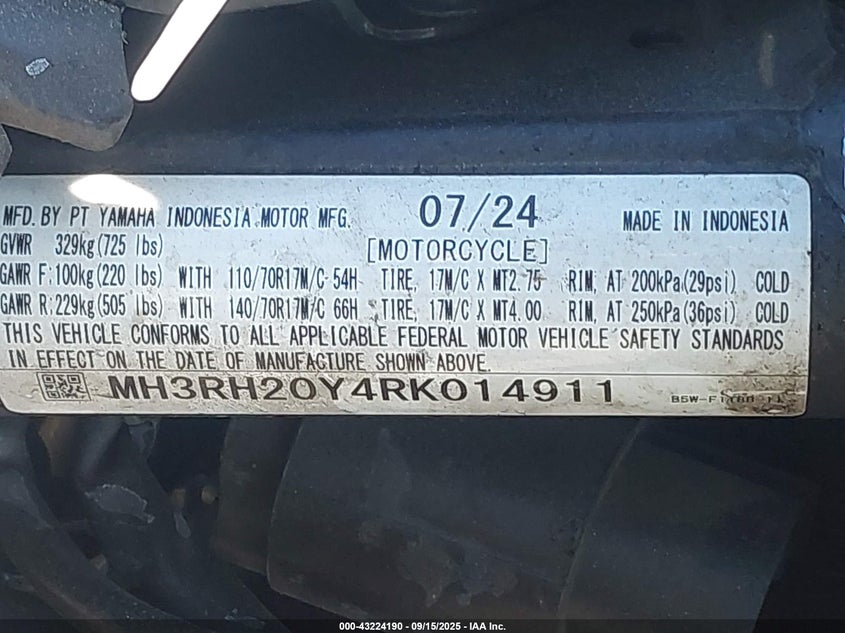 MFD. BY PT YAMAHA INDONESIA MOTOR MFG. 07/24 MADE IN INDONESIA
GVWR 329kg(725 lbs) [MOTORCYCLE]
GAWR F:100kg(220 lbs) WITH 110/70R17M/C 54H TIRE, 17M/C X MT2.75 RIM, AT 200kPa(29psi) COLD
GAWR R:229kg(505 lbs) WITH 140/70R17M/C 66H TIRE, 17M/C X MT4.00 RIM, AT 250kPa(36psi) COLD
THIS VEHICLE CONFORMS TO ALL APPLICABLE FEDERAL MOTOR VEHICLE SAFETY STANDARDS
IN EFFECT ON THE DATE OF MANUFACTURE SHOWN ABOVE.
MH3RH20Y4RK014911
000-43224190 - 09/15/2025 - IAA Inc.